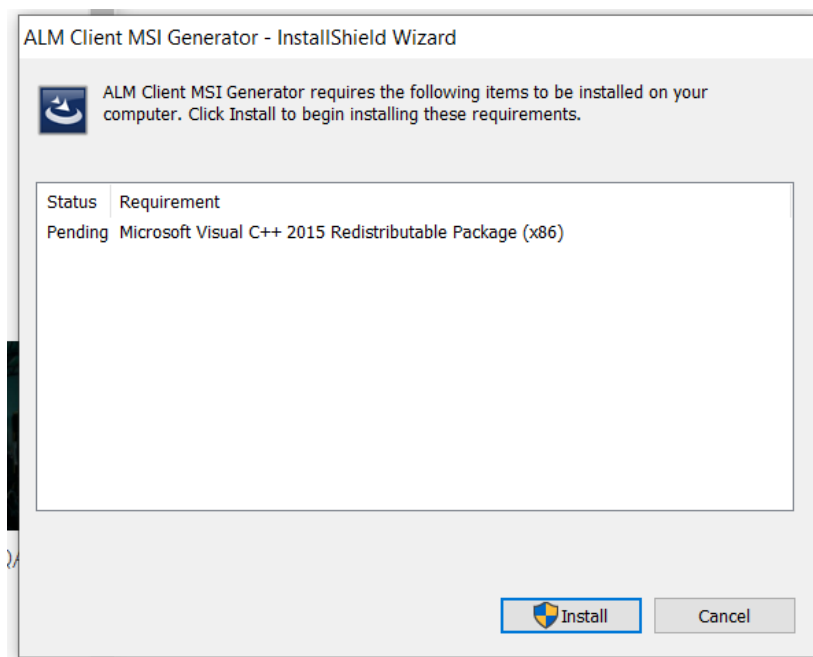 ALM Client MSI Generator - InstallShield Wizard
ALM Client MSI Generator requires the following items to be installed on your
computer. Click Install to begin installing these requirements.
Status Requirement
Pending Microsoft Visual C++ 2015 Redistributable Package (x86)
Install Cancel